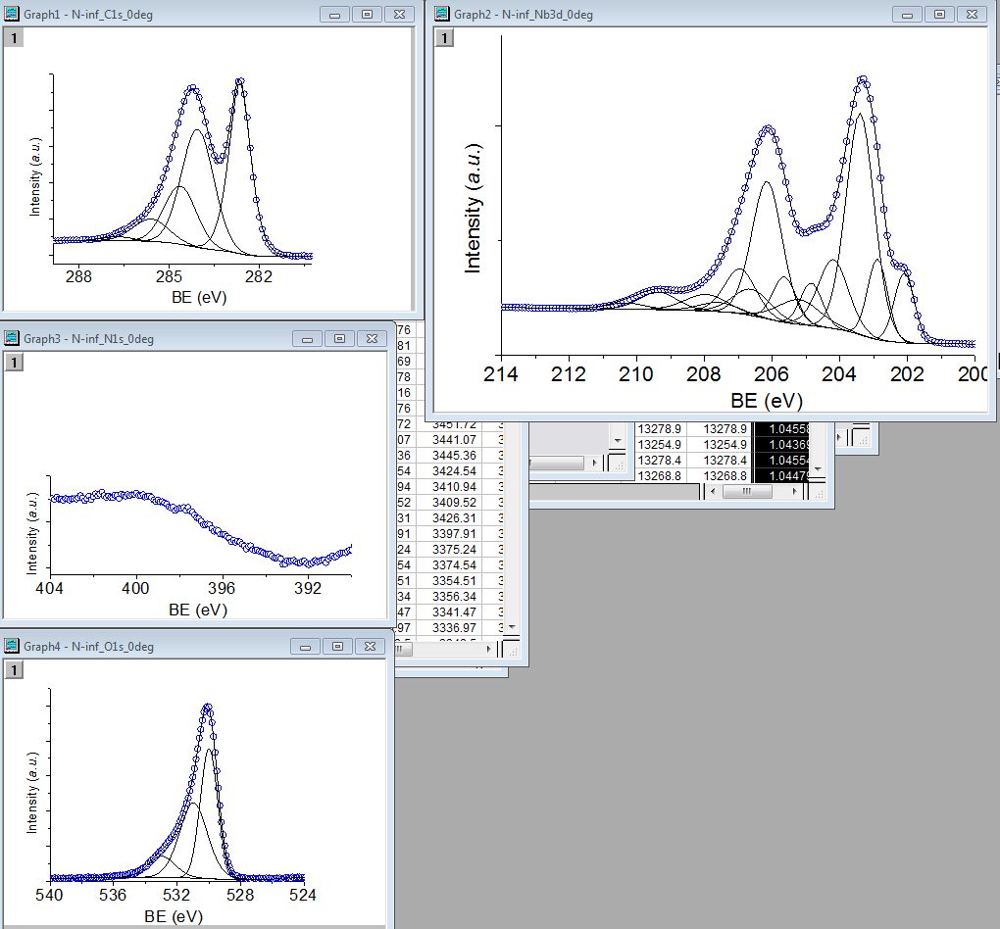 Graph1 - N-inf_C1s_0deg
1
Intensity (a.u.)
288 285 282
BE (eV)
Graph2 - N-inf_Nb3d_0deg
1
Intensity (a.u.)
214 212 210 208 206 204 202 200
BE (eV)
Graph3 - N-inf_N1s_0deg
1
Intensity (a.u.)
404 400 396 392
BE (eV)
Graph4 - N-inf_O1s_0deg
1
Intensity (a.u.)
540 536 532 528 524
BE (eV)
76
81
69
78
16
76
72 3451.72 3
07 3441.07 3
36 3445.36 3
54 3424.54 3
94 3410.94 3
52 3409.52 3
31 3426.31 3
91 3397.91 3
24 3375.24 3
54 3374.54 3
51 3354.51 3
34 3356.34 3
47 3341.47 3
97 3336.97 3
13278.9 13278.9 1.0455
13254.9 13254.9 1.0436
13278.4 13278.4 1.0455
13268.8 13268.8 1.0447